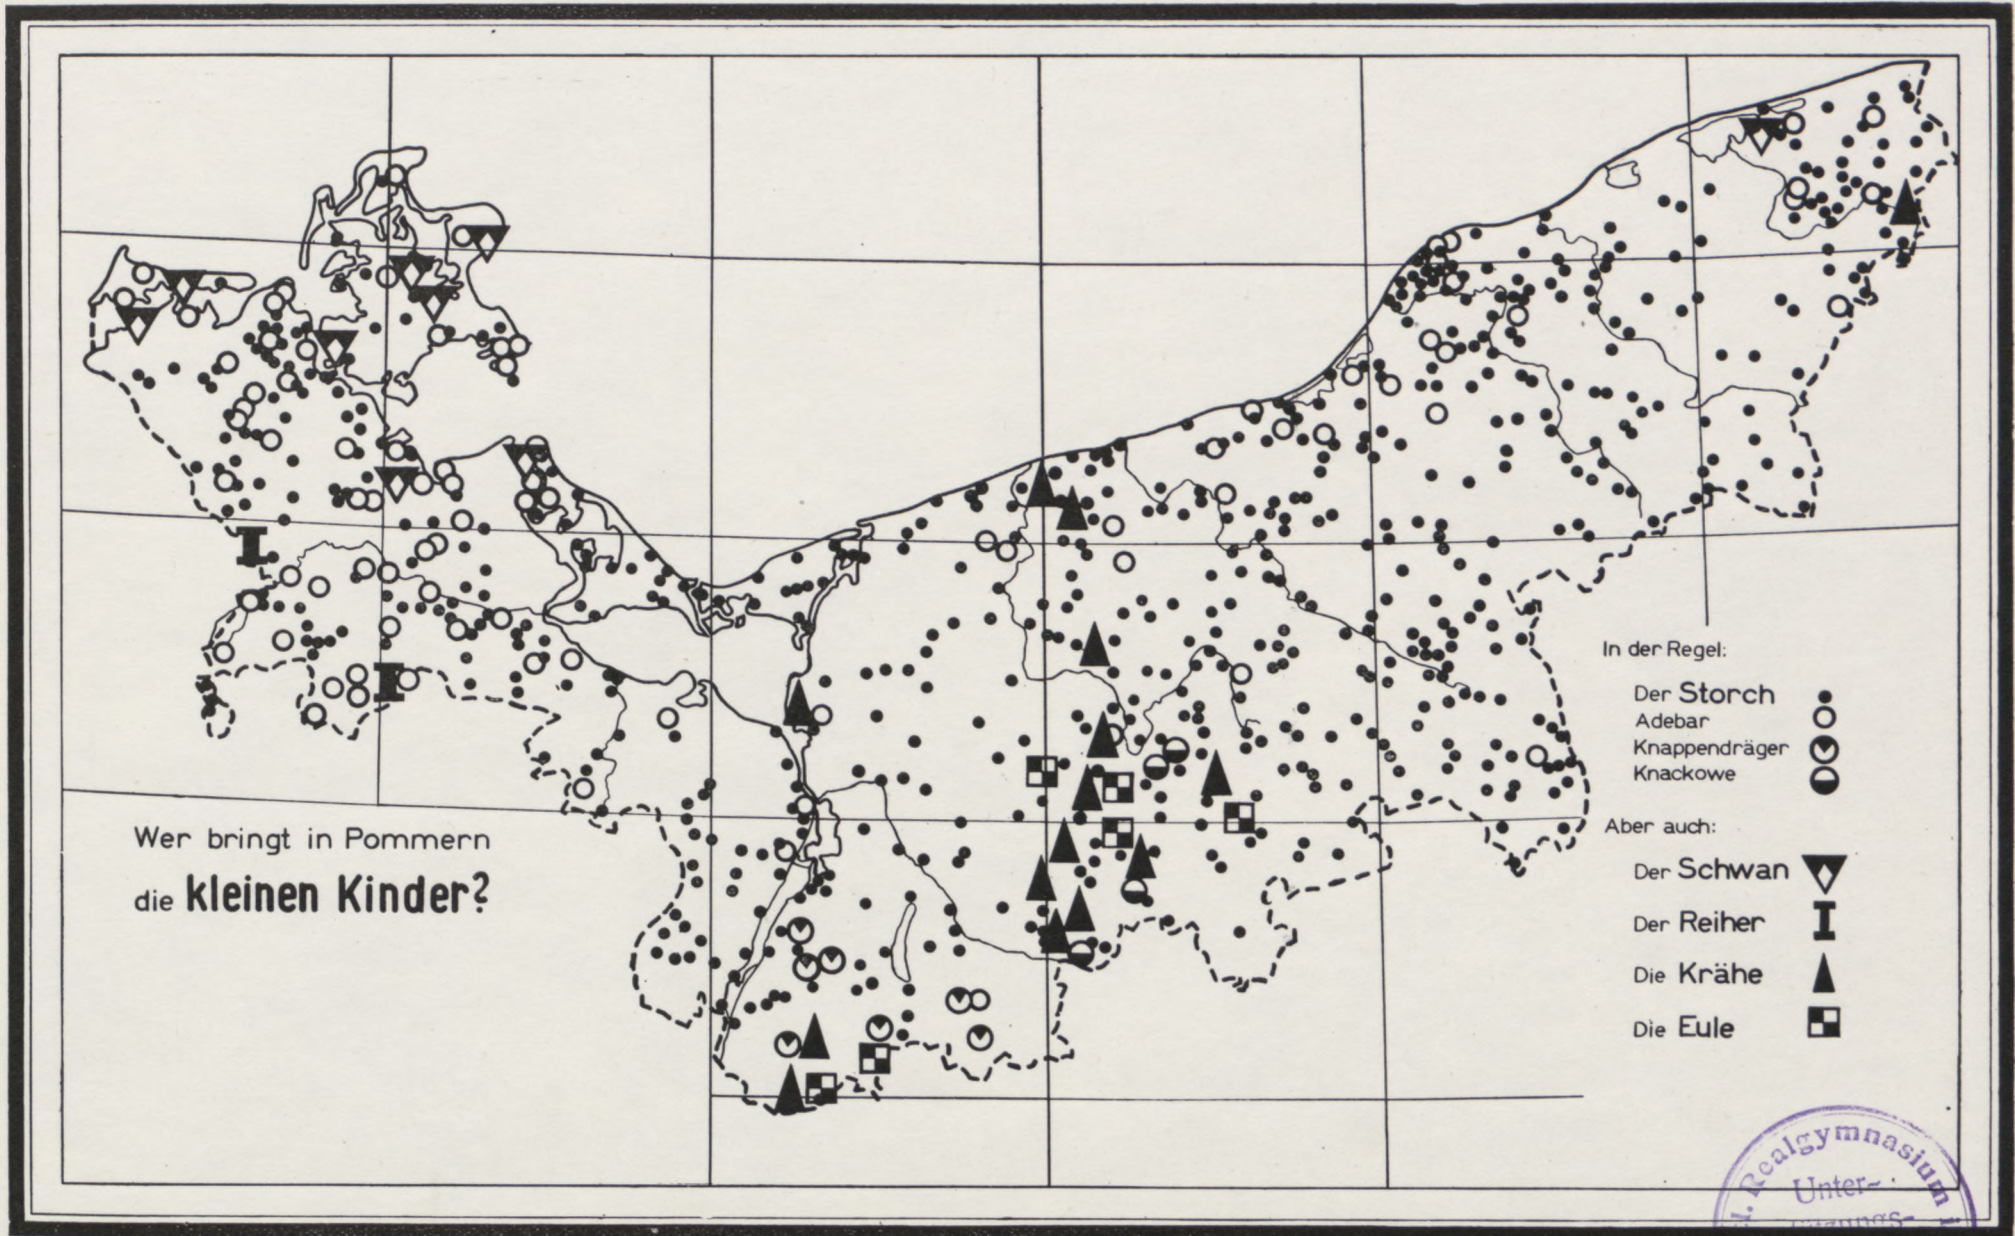 Wer bringt in Pommern
die kleinen Kinder?
In der Regel:
Der Storch
Adebar
Knappendräger
Knackowe
Aber auch:
Der Schwan
Der Reiher
Die Krähe
Die Eule
Realgymnasium
Unter-